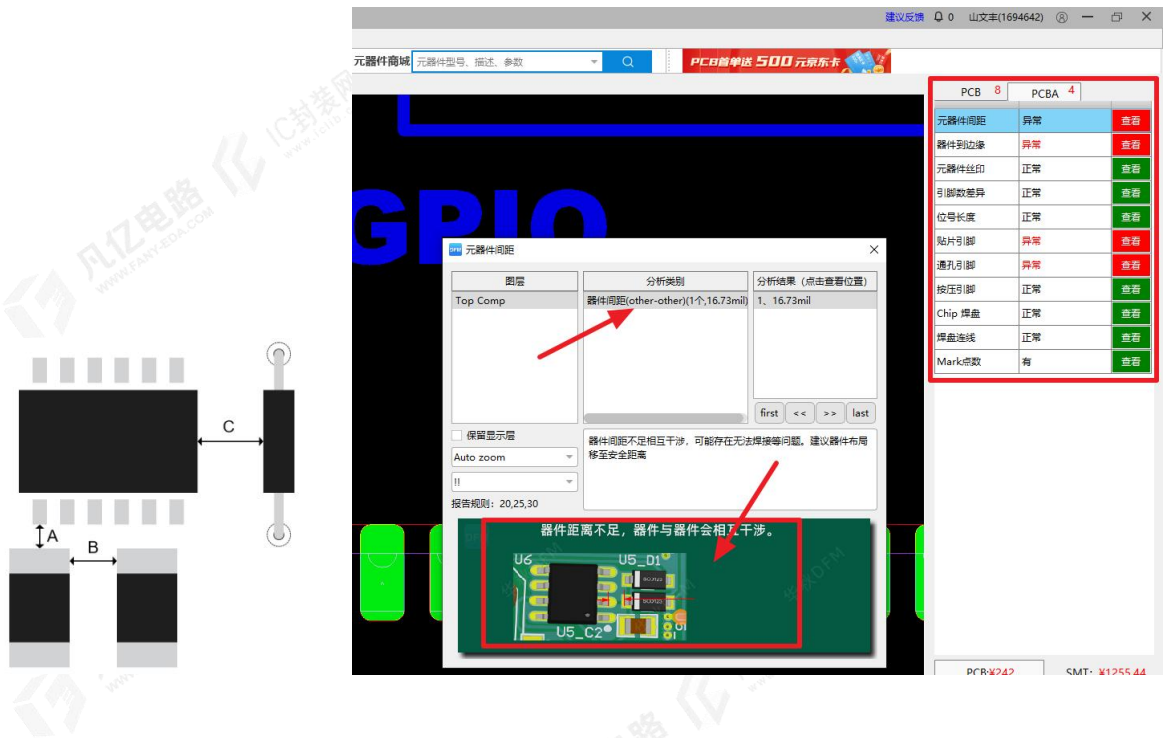 建议反馈 0 山文丰(1694642)
元器件商城 元器件型号、描述、参数
PCB首单送 500 元京东卡
PCB 8 PCBA 4
元器件间距 异常 查看
器件到边缘 异常 查看
元器件丝印 正常 查看
引脚数差异 正常 查看
位号长度 正常 查看
贴片引脚 异常 查看
通孔引脚 异常 查看
按压引脚 正常 查看
Chip 焊盘 正常 查看
焊盘连线 正常 查看
Mark点数 有 查看
GPIO
DFM 元器件间距
图层 分析类别 分析结果（点击查看位置）
Top Comp 器件间距(other-other)(1个,16.73mil) 1、16.73mil
first << >> last
保留显示层
Auto zoom
!!
报告规则：20,25,30
器件间距不足相互干涉，可能存在无法焊接等问题。建议器件布局
移至安全距离
器件距离不足，器件与器件会相互干涉。
U6 U5_D1
U5_C2
A
B
C
PCB:¥242 SMT: ¥1255.44
凡亿电路
WWW.FANY-EDA.COM
IC封装网
华秋DFM